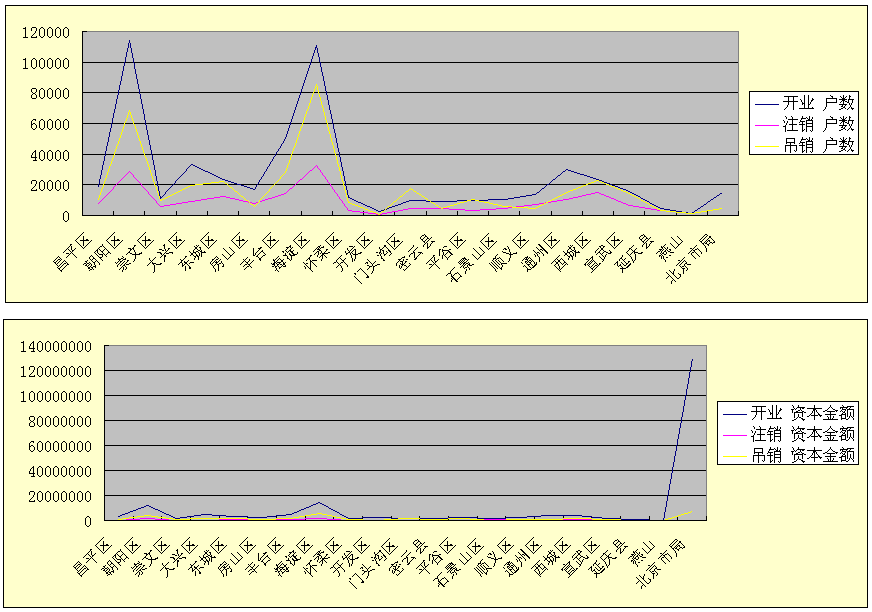 120000
100000
80000
60000
40000
20000
0
昌平区
朝阳区
崇文区
大兴区
东城区
房山区
丰台区
海淀区
怀柔区
开发区
门头沟区
密云县
平谷区
石景山区
顺义区
通州区
西城区
宣武区
延庆县
燕山
北京市局
开业 户数
注销 户数
吊销 户数
140000000
120000000
100000000
80000000
60000000
40000000
20000000
0
昌平区
朝阳区
崇文区
大兴区
东城区
房山区
丰台区
海淀区
怀柔区
开发区
门头沟区
密云县
平谷区
石景山区
顺义区
通州区
西城区
宣武区
延庆县
燕山
北京市局
开业 资本金额
注销 资本金额
吊销 资本金额